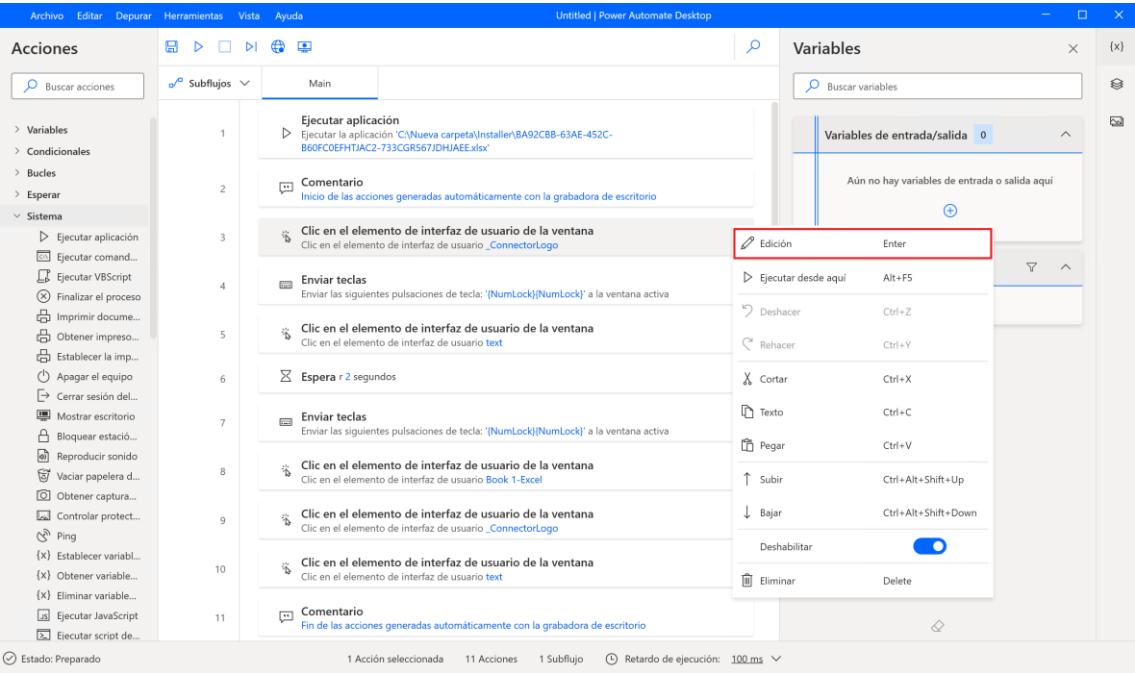 Archivo Editar Depurar Herramientas Vista Ayuda
Untitled | Power Automate Desktop
Acciones
Buscar acciones
Variables
Condicionales
Bucles
Esperar
Sistema
Ejecutar aplicación
Ejecutar comand...
Ejecutar VBScript
Finalizar el proceso
Imprimir docume...
Obtener impreso...
Establecer la imp...
Apagar el equipo
Cerrar sesión del...
Mostrar escritorio
Bloquear estació...
Reproducir sonido
Vaciar papelera d...
Obtener captura...
Controlar protect...
Ping
{x} Establecer variabl...
{x} Obtener variable...
{x} Eliminar variable...
JS Ejecutar JavaScript
Ejecutar script de...
Subflujos
Main
1
Ejecutar aplicación
Ejecutar la aplicación 'C:\Nueva carpeta\Installer\BA92CBB-63AE-452C-
B60FC0EFHTJAC2-733CGR567JDHJAEE.xlsx'
2
Comentario
Inicio de las acciones generadas automáticamente con la grabadora de escritorio
3
Clic en el elemento de interfaz de usuario de la ventana
Clic en el elemento de interfaz de usuario _ConnectorLogo
4
Enviar teclas
Enviar las siguientes pulsaciones de tecla: '{NumLock}{NumLock}' a la ventana activa
5
Clic en el elemento de interfaz de usuario de la ventana
Clic en el elemento de interfaz de usuario text
6
Espera r 2 segundos
7
Enviar teclas
Enviar las siguientes pulsaciones de tecla: '{NumLock}{NumLock}' a la ventana activa
8
Clic en el elemento de interfaz de usuario de la ventana
Clic en el elemento de interfaz de usuario Book 1-Excel
9
Clic en el elemento de interfaz de usuario de la ventana
Clic en el elemento de interfaz de usuario _ConnectorLogo
10
Clic en el elemento de interfaz de usuario de la ventana
Clic en el elemento de interfaz de usuario text
11
Comentario
Fin de las acciones generadas automáticamente con la grabadora de escritorio
Variables
{x}
Buscar variables
Variables de entrada/salida 0
Aún no hay variables de entrada o salida aquí
Edición Enter
Ejecutar desde aquí Alt+F5
Deshacer Ctrl+Z
Rehacer Ctrl+Y
Cortar Ctrl+X
Texto Ctrl+C
Pegar Ctrl+V
Subir Ctrl+Alt+Shift+Up
Bajar Ctrl+Alt+Shift+Down
Deshabilitar
Eliminar Delete
Estado: Preparado
1 Acción seleccionada 11 Acciones 1 Subflujo Retardo de ejecución: 100 ms